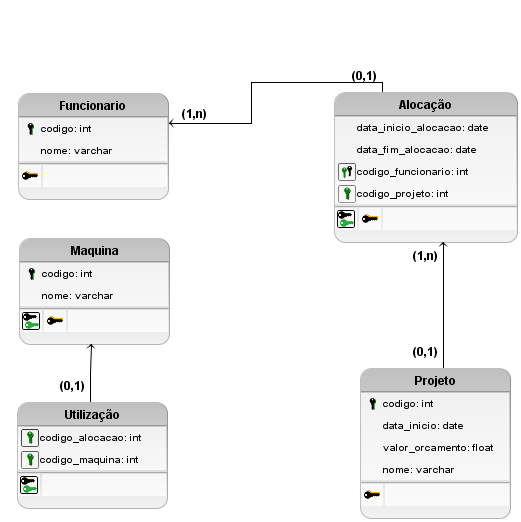 (0,1)
Funcionario
codigo: int
nome: varchar
(1,n)
Alocação
data_inicio_alocacao: date
data_fim_alocacao: date
codigo_funcionario: int
codigo_projeto: int
Maquina
codigo: int
nome: varchar
(1,n)
(0,1)
(0,1)
Utilização
codigo_alocacao: int
codigo_maquina: int
Projeto
codigo: int
data_inicio: date
valor_orcamento: float
nome: varchar